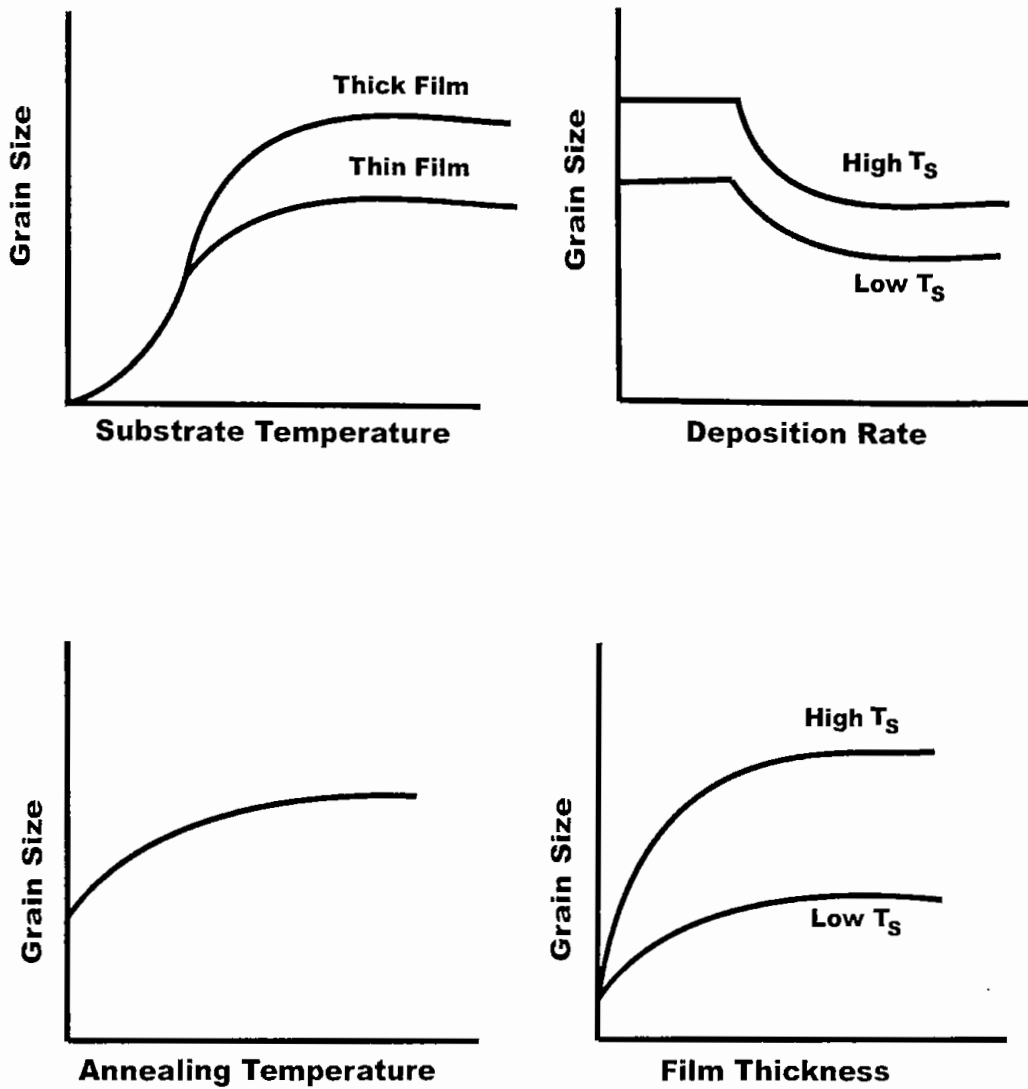 Grain Size
Thick Film
Thin Film
Substrate Temperature
Grain Size
High TS
Low TS
Deposition Rate
Grain Size
Annealing Temperature
Grain Size
High TS
Low TS
Film Thickness